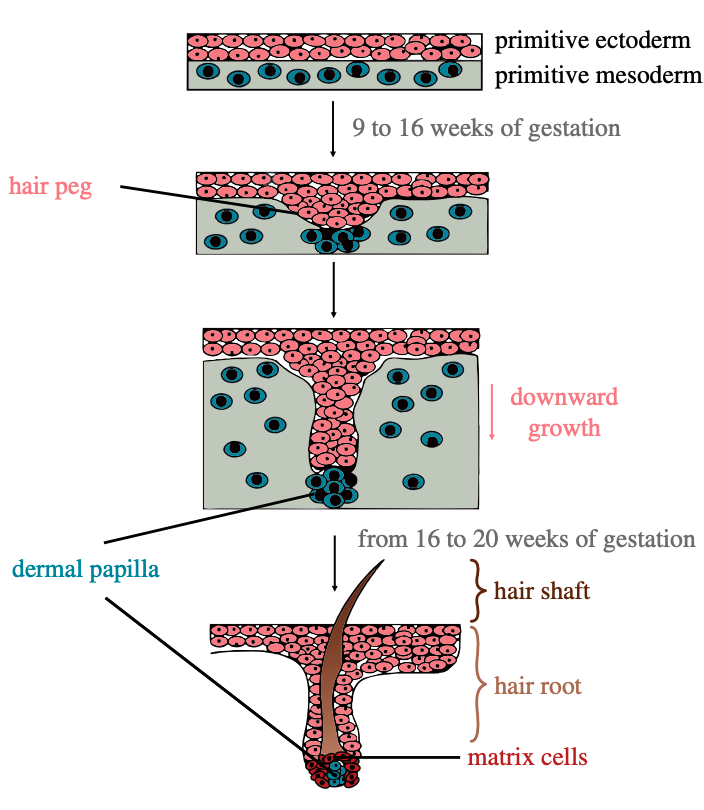 primitive ectoderm
primitive mesoderm
9 to 16 weeks of gestation
hair peg
downward
growth
from 16 to 20 weeks of gestation
dermal papilla
hair shaft
hair root
matrix cells